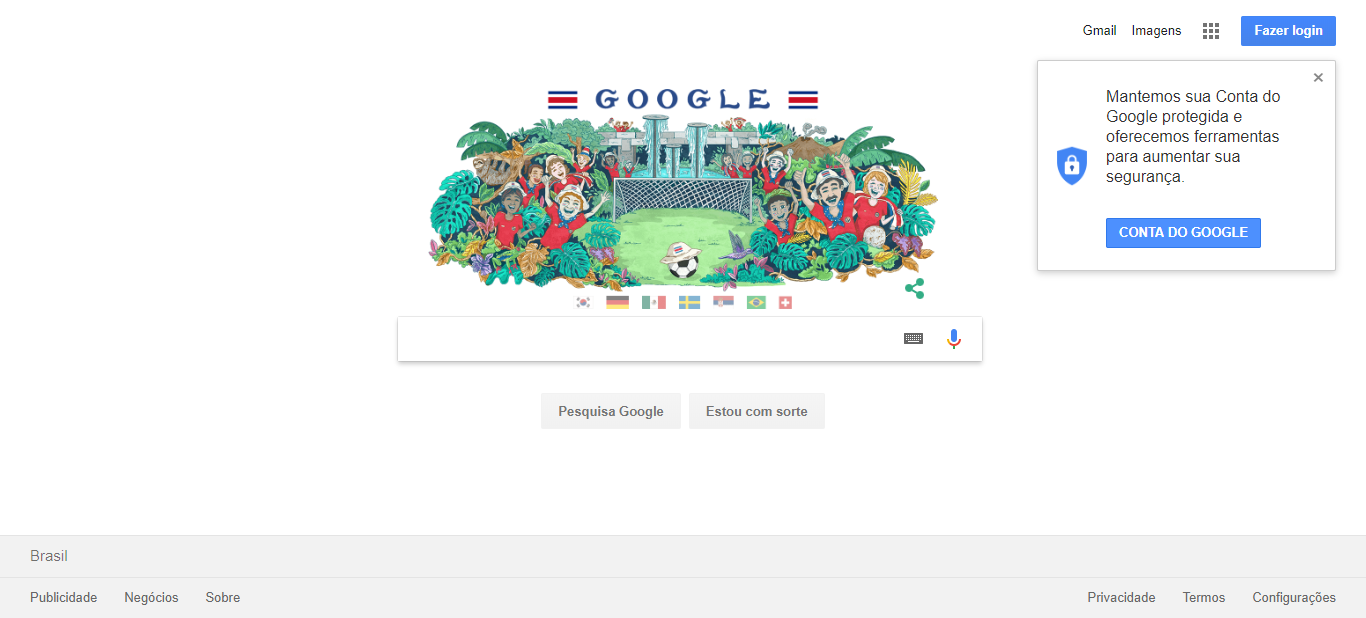 Gmail Imagens Fazer login
GOOGLE
Mantemos sua Conta do
Google protegida e
oferecemos ferramentas
para aumentar sua
segurança.
CONTA DO GOOGLE
Pesquisa Google Estou com sorte
Brasil
Publicidade Negócios Sobre Privacidade Termos Configurações